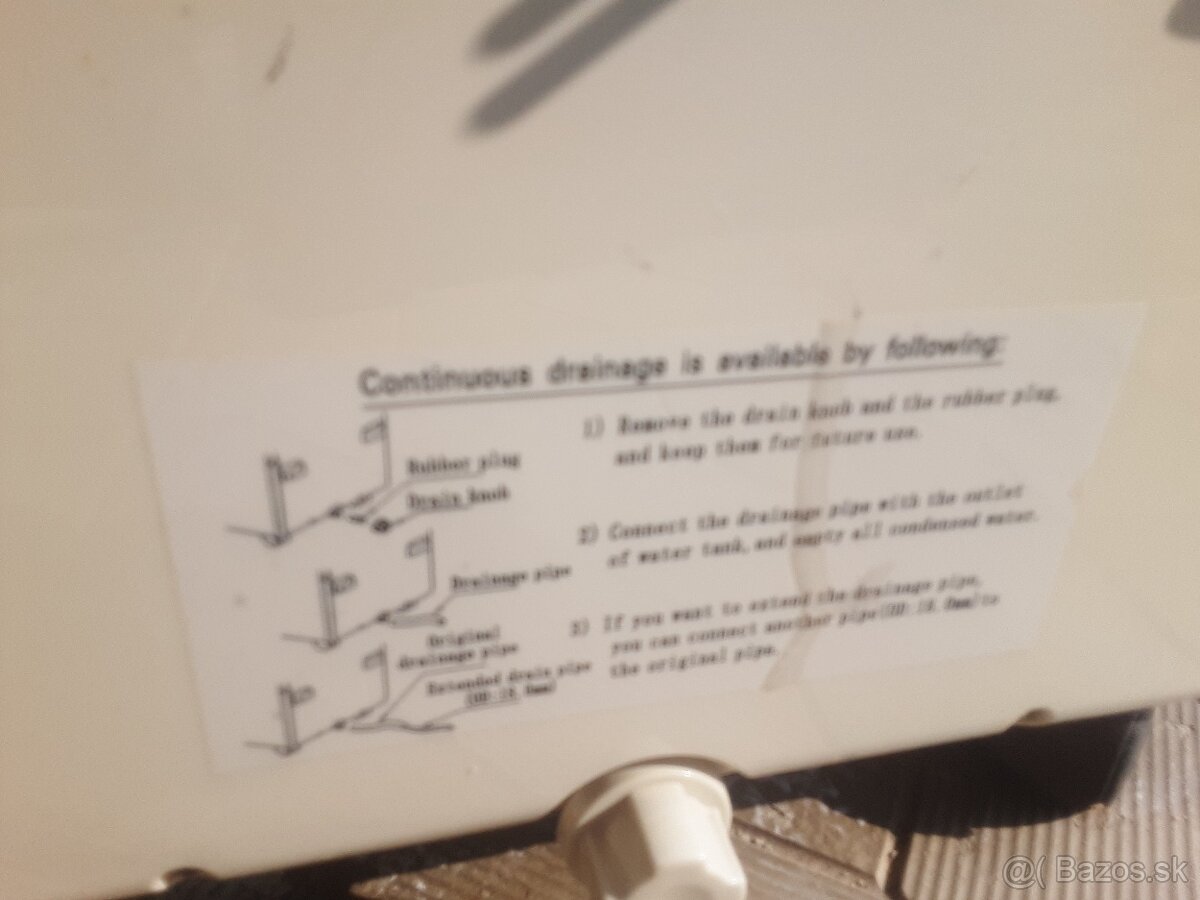 Continuous drainage is available by following:
1) Remove the drain knob and the rubber plug,
and keep them for future use.
Rubber plug
Drain knob
2) Connect the drainage pipe with the outlet
of water tank, and empty all condensed water.
Drainage pipe
3) If you want to extend the drainage pipe,
you can connect another pipe to
the original pipe.
Original
drainage pipe
Extended drain pipe
@( Bazos.sk